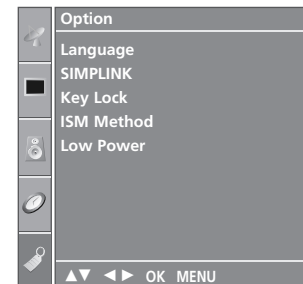 Option
Language
SIMPLINK
Key Lock
ISM Method
Low Power
▲▼ ◄► OK MENU